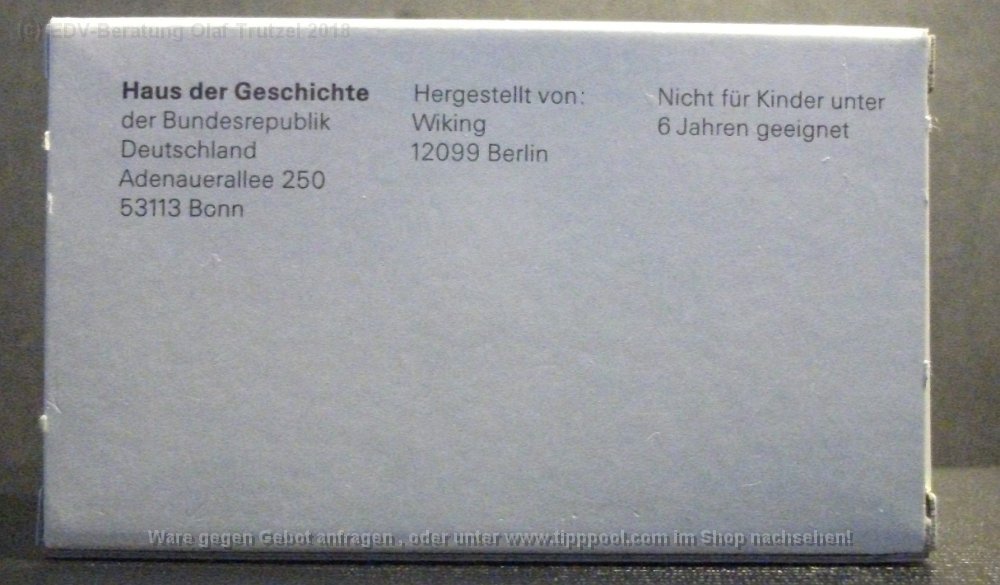 (c) EDV-Beratung Olaf Trutzel 2018
Haus der Geschichte
der Bundesrepublik
Deutschland
Adenauerallee 250
53113 Bonn
Hergestellt von:
Wiking
12099 Berlin
Nicht für Kinder unter
6 Jahren geeignet
Ware gegen Gebot anfragen , oder unter www.tipppool.com im Shop nachsehen!